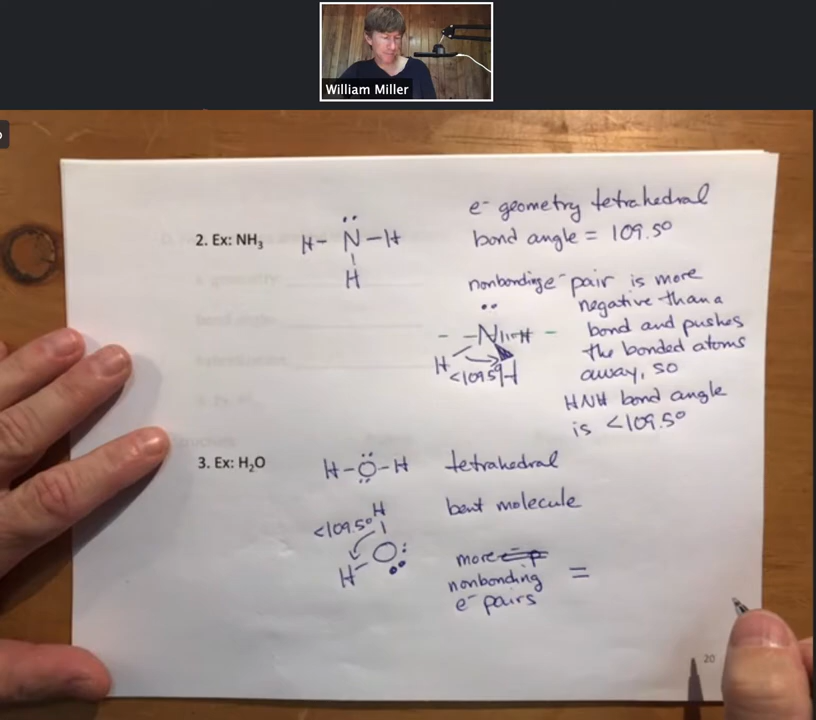 William Miller
2. Ex: NH3
H- N -H
H
e- geometry tetrahedral
bond angle = 109.5°
nonbonding e- pair is more
negative than a
bond and pushes
the bonded atoms
away, so
HNH bond angle
is <109.5°
- -N H -
H <109.5° H
3. Ex: H2O
H-O-H tetrahedral
bent molecule
H
<109.5°
O
H
more
nonbonding =
e- pairs
20